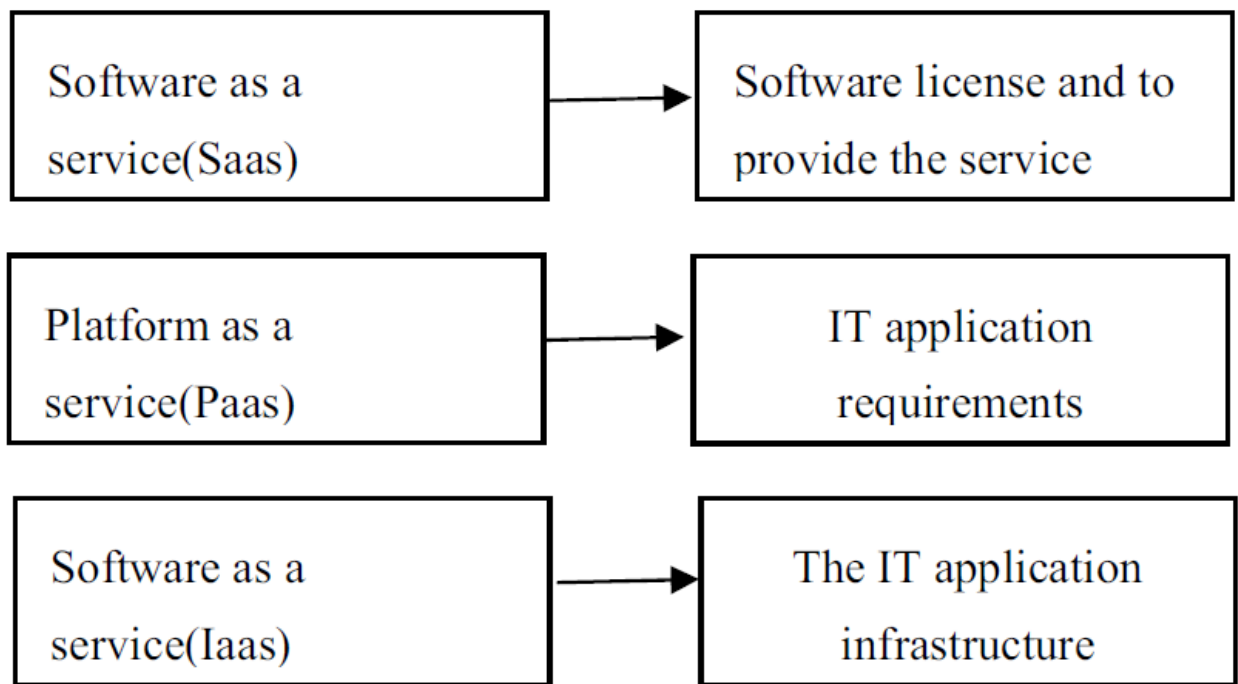 Software as a
service(Saas)
Software license and to
provide the service
Platform as a
service(Paas)
IT application
requirements
Software as a
service(Iaas)
The IT application
infrastructure